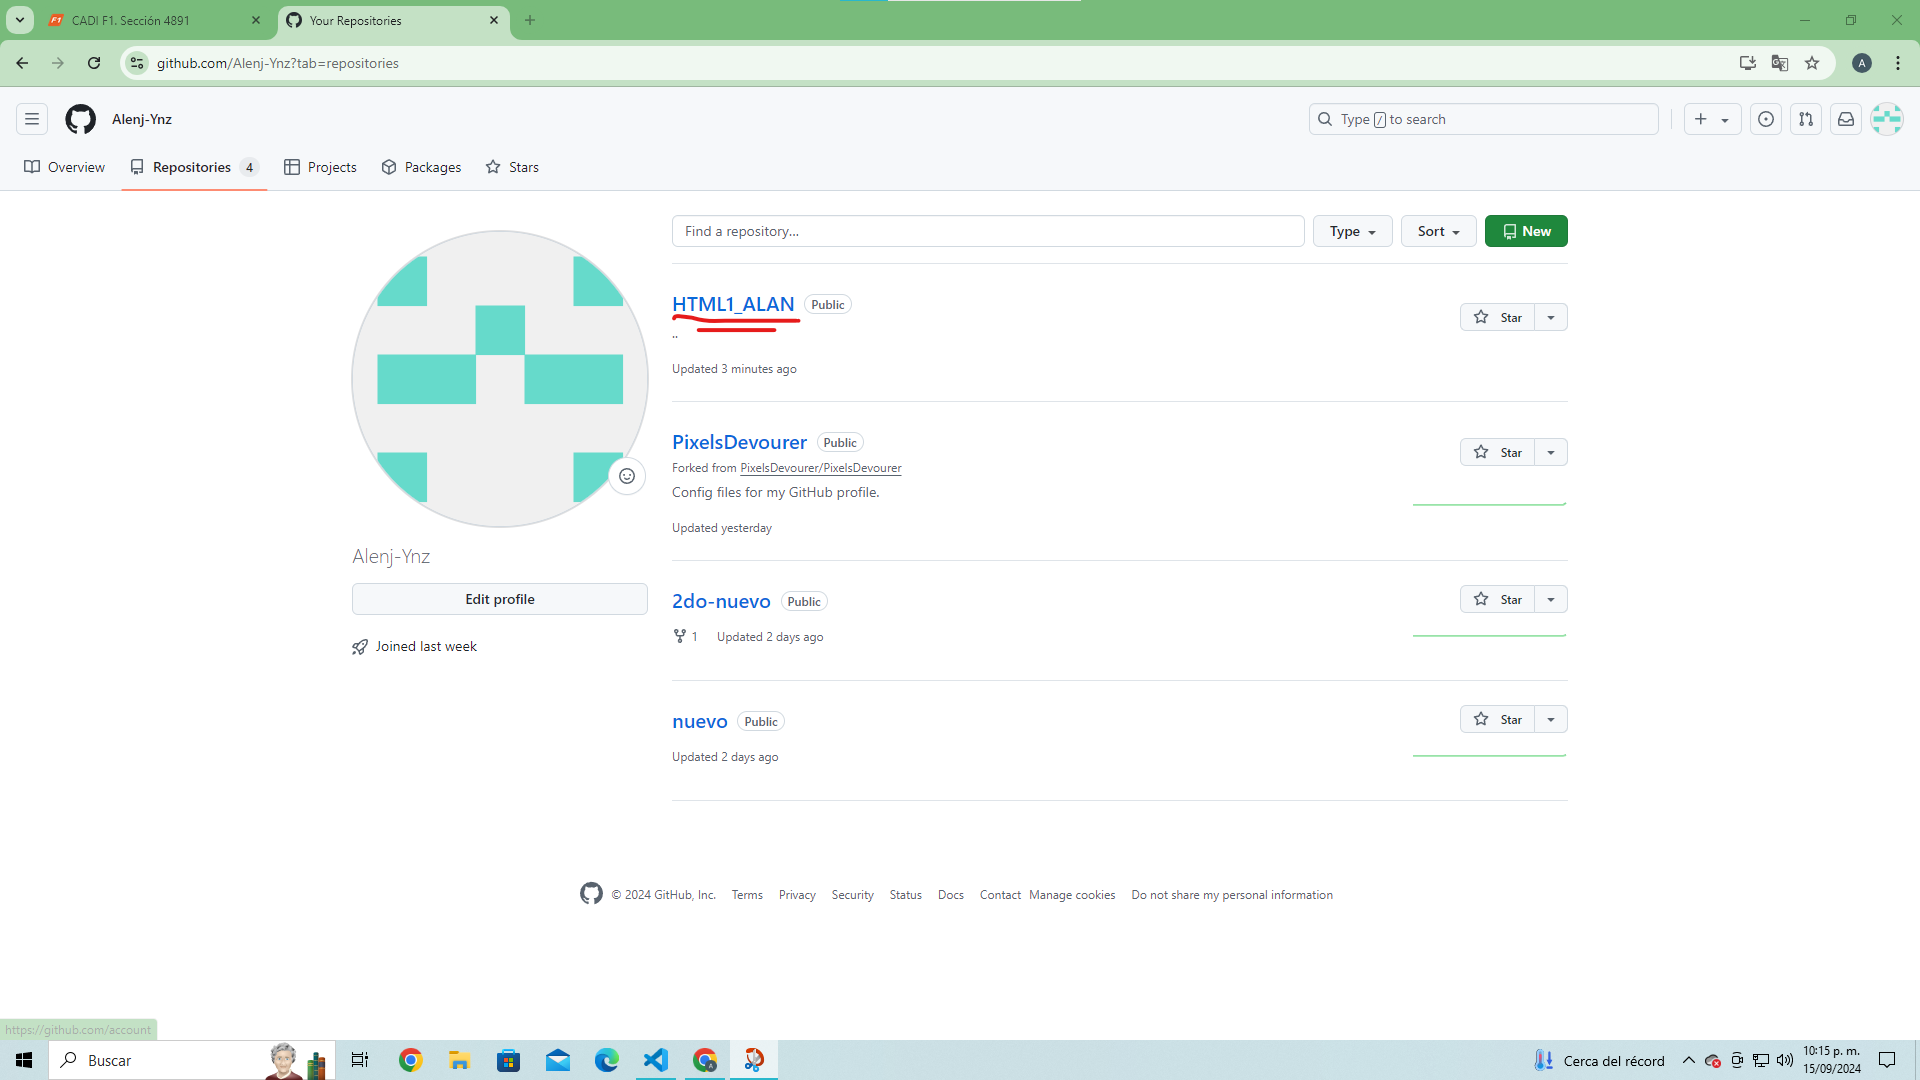 F1 CADI F1. Sección 4891
Your Repositories
github.com/Alenj-Ynz?tab=repositories
A
Alenj-Ynz
Type / to search
Overview
Repositories 4
Projects
Packages
Stars
Find a repository...
Type
Sort
New
HTML1_ALAN Public
Star
..
Updated 3 minutes ago
PixelsDevourer Public
Star
Forked from PixelsDevourer/PixelsDevourer
Config files for my GitHub profile.
Updated yesterday
Alenj-Ynz
Edit profile
Joined last week
2do-nuevo Public
Star
1 Updated 2 days ago
nuevo Public
Star
Updated 2 days ago
© 2024 GitHub, Inc. Terms Privacy Security Status Docs Contact Manage cookies Do not share my personal information
https://github.com/account
Buscar
Cerca del récord
10:15 p. m.
15/09/2024